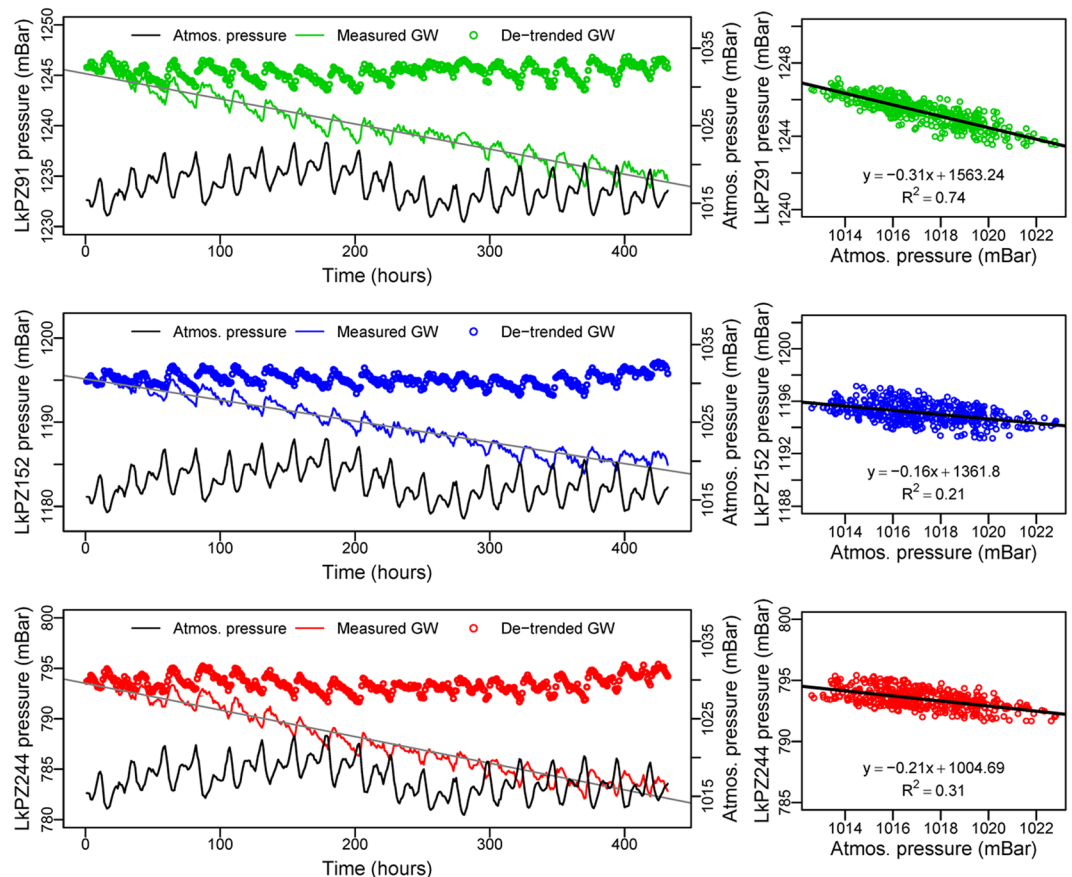 LkPZ91 pressure (mBar)
1230 1235 1240 1245 1250
Atmos. pressure Measured GW De−trended GW
1015 1025 1035
Atmos. pressure (mBar)
0 100 200 300 400
Time (hours)
LkPZ91 pressure (mBar)
1240 1244 1248
y = −0.31x + 1563.24
R² = 0.74
1014 1016 1018 1020 1022
Atmos. pressure (mBar)
LkPZ152 pressure (mBar)
1180 1190 1200
Atmos. pressure Measured GW De−trended GW
1015 1025 1035
Atmos. pressure (mBar)
0 100 200 300 400
Time (hours)
LkPZ152 pressure (mBar)
1188 1192 1196 1200
y = −0.16x + 1361.8
R² = 0.21
1014 1016 1018 1020 1022
Atmos. pressure (mBar)
LkPZ244 pressure (mBar)
780 785 790 795 800
Atmos. pressure Measured GW De−trended GW
1015 1025 1035
Atmos. pressure (mBar)
0 100 200 300 400
Time (hours)
LkPZ244 pressure (mBar)
785 790 795 800
y = −0.21x + 1004.69
R² = 0.31
1014 1016 1018 1020 1022
Atmos. pressure (mBar)